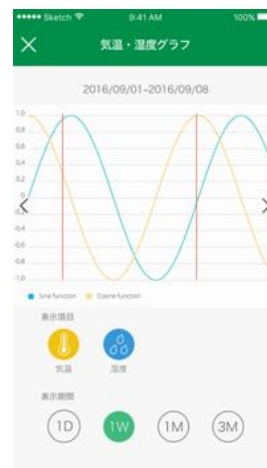 Sketch 9:41 AM 100%
気温・湿度グラフ
2016/09/01-2016/09/08
1,0
0,8
0,6
0,4
0,2
0
-0,2
-0,4
-0,6
-0,8
-1,0
Sine function Cosine function
表示項目
気温 湿度
表示期間
1D 1W 1M 3M